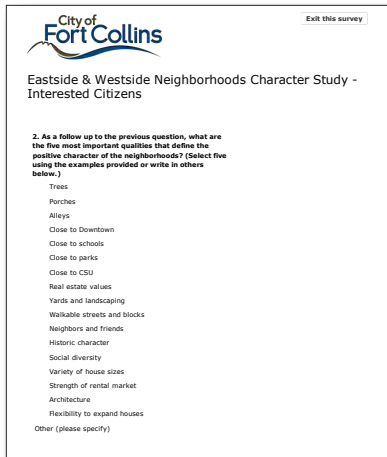 City of
Fort Collins
Exit this survey
Eastside & Westside Neighborhoods Character Study -
Interested Citizens
2. As a follow up to the previous question, what are
the five most important qualities that define the
positive character of the neighborhoods? (Select five
using the examples provided or write in others
below.)
Trees
Porches
Alleys
Close to Downtown
Close to schools
Close to parks
Close to CSU
Real estate values
Yards and landscaping
Walkable streets and blocks
Neighbors and friends
Historic character
Social diversity
Variety of house sizes
Strength of rental market
Architecture
Flexibility to expand houses
Other (please specify)